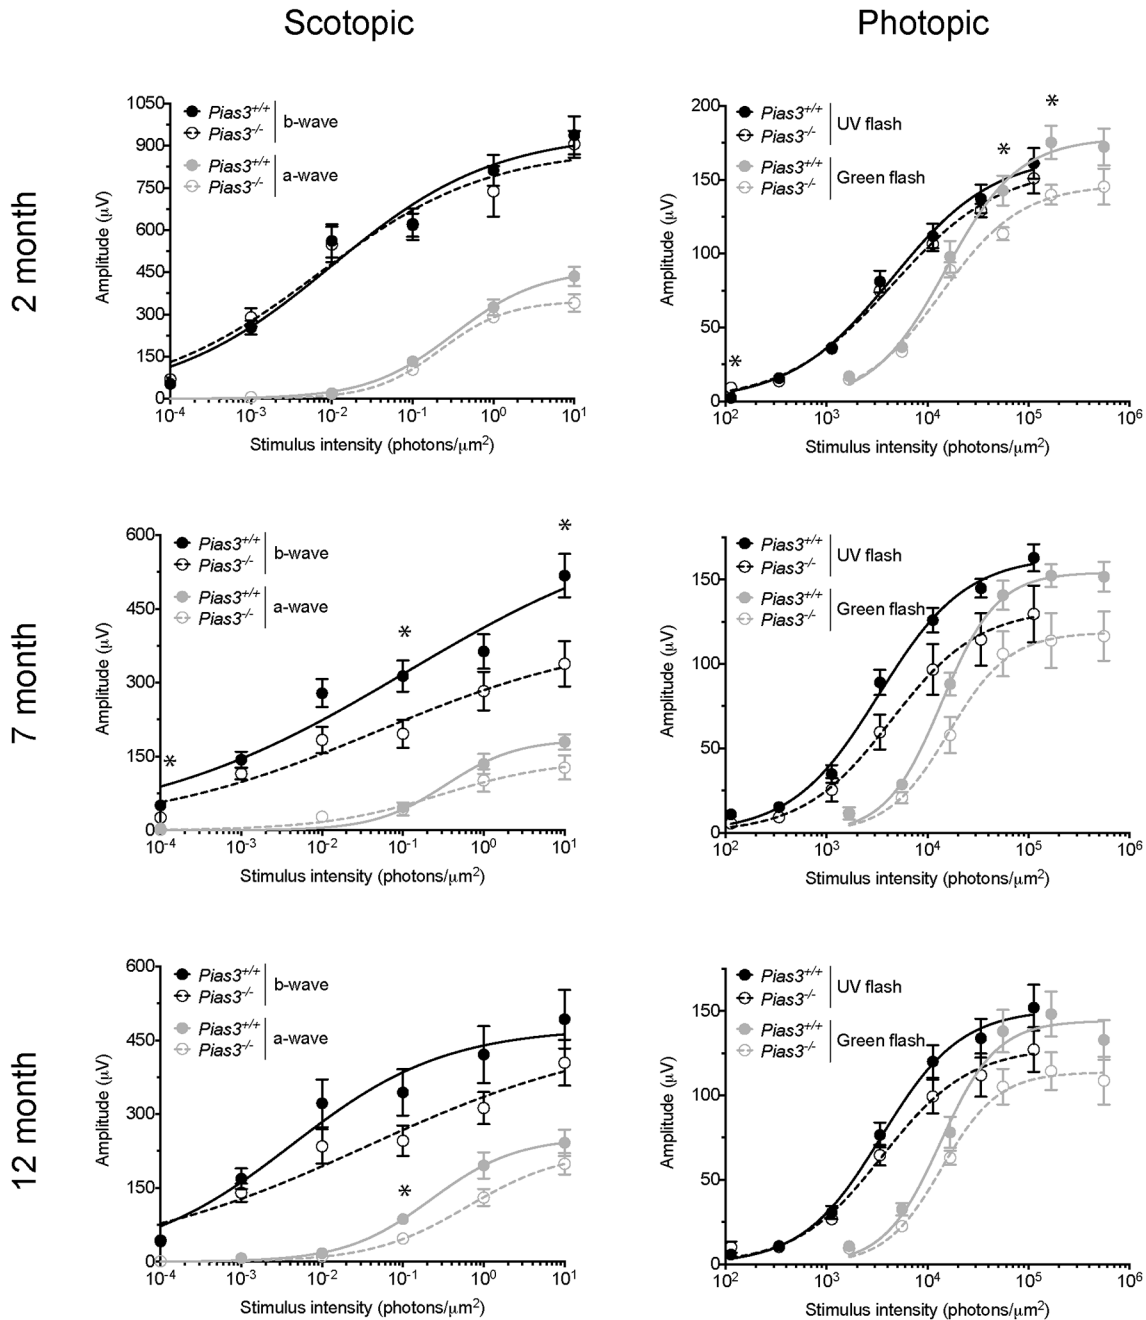 Scotopic
Photopic
2 month
1050
900
750
600
450
300
150
0
Amplitude (μV)
Pias3+/+
Pias3-/-
b-wave
Pias3+/+
Pias3-/-
a-wave
10-4 10-3 10-2 10-1 100 101
Stimulus intensity (photons/μm2)
200
150
100
50
0
Amplitude (μV)
Pias3+/+
Pias3-/-
UV flash
Pias3+/+
Pias3-/-
Green flash
*
*
*
102 103 104 105 106
Stimulus intensity (photons/μm2)
7 month
600
450
300
150
0
Amplitude (μV)
Pias3+/+
Pias3-/-
b-wave
Pias3+/+
Pias3-/-
a-wave
*
*
*
10-4 10-3 10-2 10-1 100 101
Stimulus intensity (photons/μm2)
150
100
50
0
Amplitude (μV)
Pias3+/+
Pias3-/-
UV flash
Pias3+/+
Pias3-/-
Green flash
102 103 104 105 106
Stimulus intensity (photons/μm2)
12 month
600
450
300
150
0
Amplitude (μV)
Pias3+/+
Pias3-/-
b-wave
Pias3+/+
Pias3-/-
a-wave
*
10-4 10-3 10-2 10-1 100 101
Stimulus intensity (photons/μm2)
150
100
50
0
Amplitude (μV)
Pias3+/+
Pias3-/-
UV flash
Pias3+/+
Pias3-/-
Green flash
102 103 104 105 106
Stimulus intensity (photons/μm2)